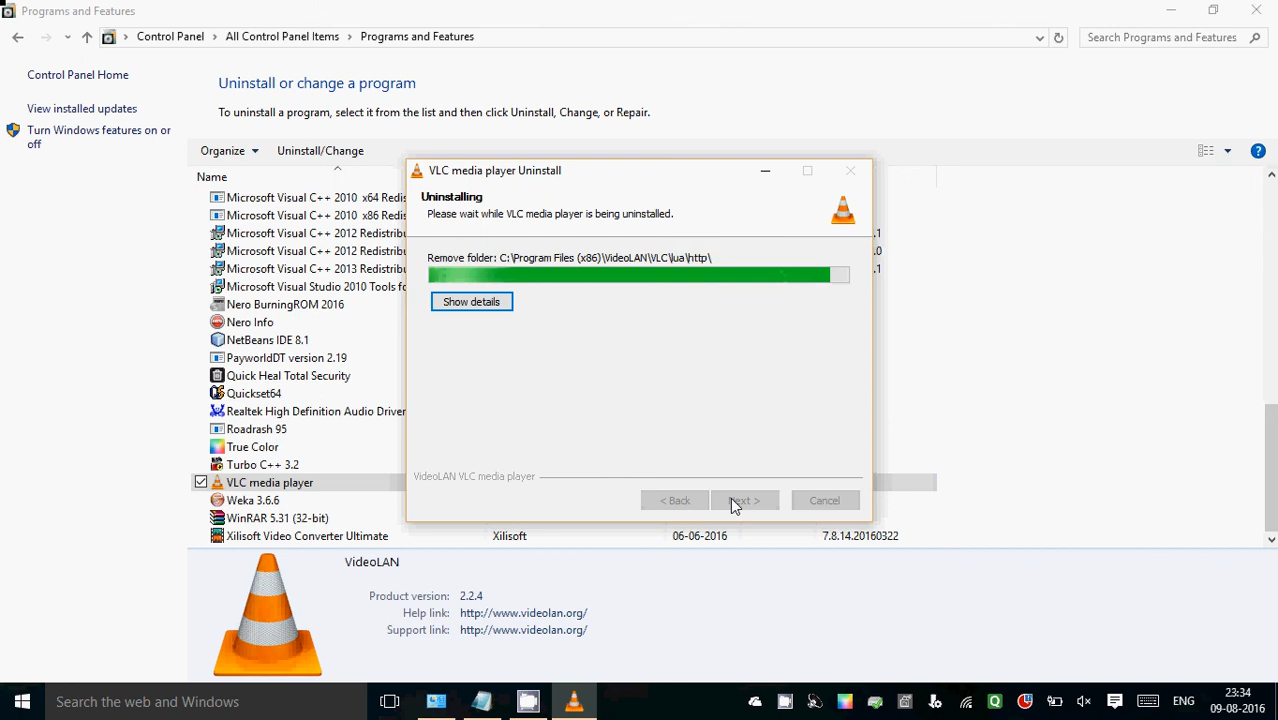 Programs and Features
Control Panel
All Control Panel Items
Programs and Features
Search Programs and Features
Control Panel Home
View installed updates
Turn Windows features on or
off
Uninstall or change a program
To uninstall a program, select it from the list and then click Uninstall, Change, or Repair.
Organize
Uninstall/Change
Name
Microsoft Visual C++ 2010 x64 Redis
Microsoft Visual C++ 2010 x86 Redis
Microsoft Visual C++ 2012 Redistribu
.1
Microsoft Visual C++ 2012 Redistribu
.0
Microsoft Visual C++ 2013 Redistribu
.1
Microsoft Visual Studio 2010 Tools fo
Nero BurningROM 2016
Nero Info
NetBeans IDE 8.1
PayworldDT version 2.19
Quick Heal Total Security
Quickset64
Realtek High Definition Audio Driver
Roadrash 95
True Color
Turbo C++ 3.2
VLC media player
Weka 3.6.6
WinRAR 5.31 (32-bit)
Xilisoft Video Converter Ultimate
Xilisoft
06-06-2016
7.8.14.20160322
VLC media player Uninstall
Uninstalling
Please wait while VLC media player is being uninstalled.
Remove folder: C:\Program Files (x86)\VideoLAN\VLC\lua\http\
Show details
VideoLAN VLC media player
< Back
Next >
Cancel
VideoLAN
Product version: 2.2.4
Help link: http://www.videolan.org/
Support link: http://www.videolan.org/
Search the web and Windows
ENG
23:34
09-08-2016